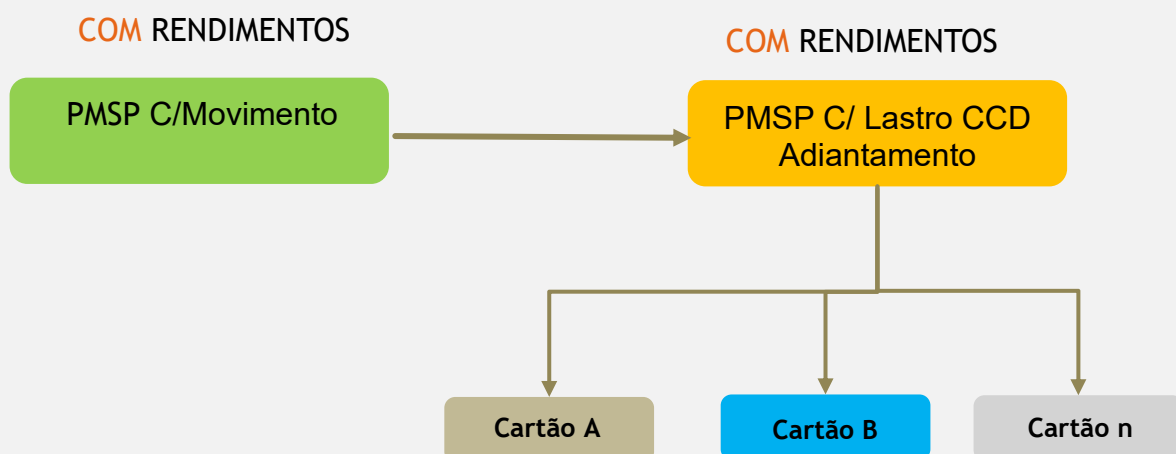 COM RENDIMENTOS
COM RENDIMENTOS
PMSP C/Movimento
PMSP C/ Lastro CCD
Adiantamento
Cartão A
Cartão B
Cartão n